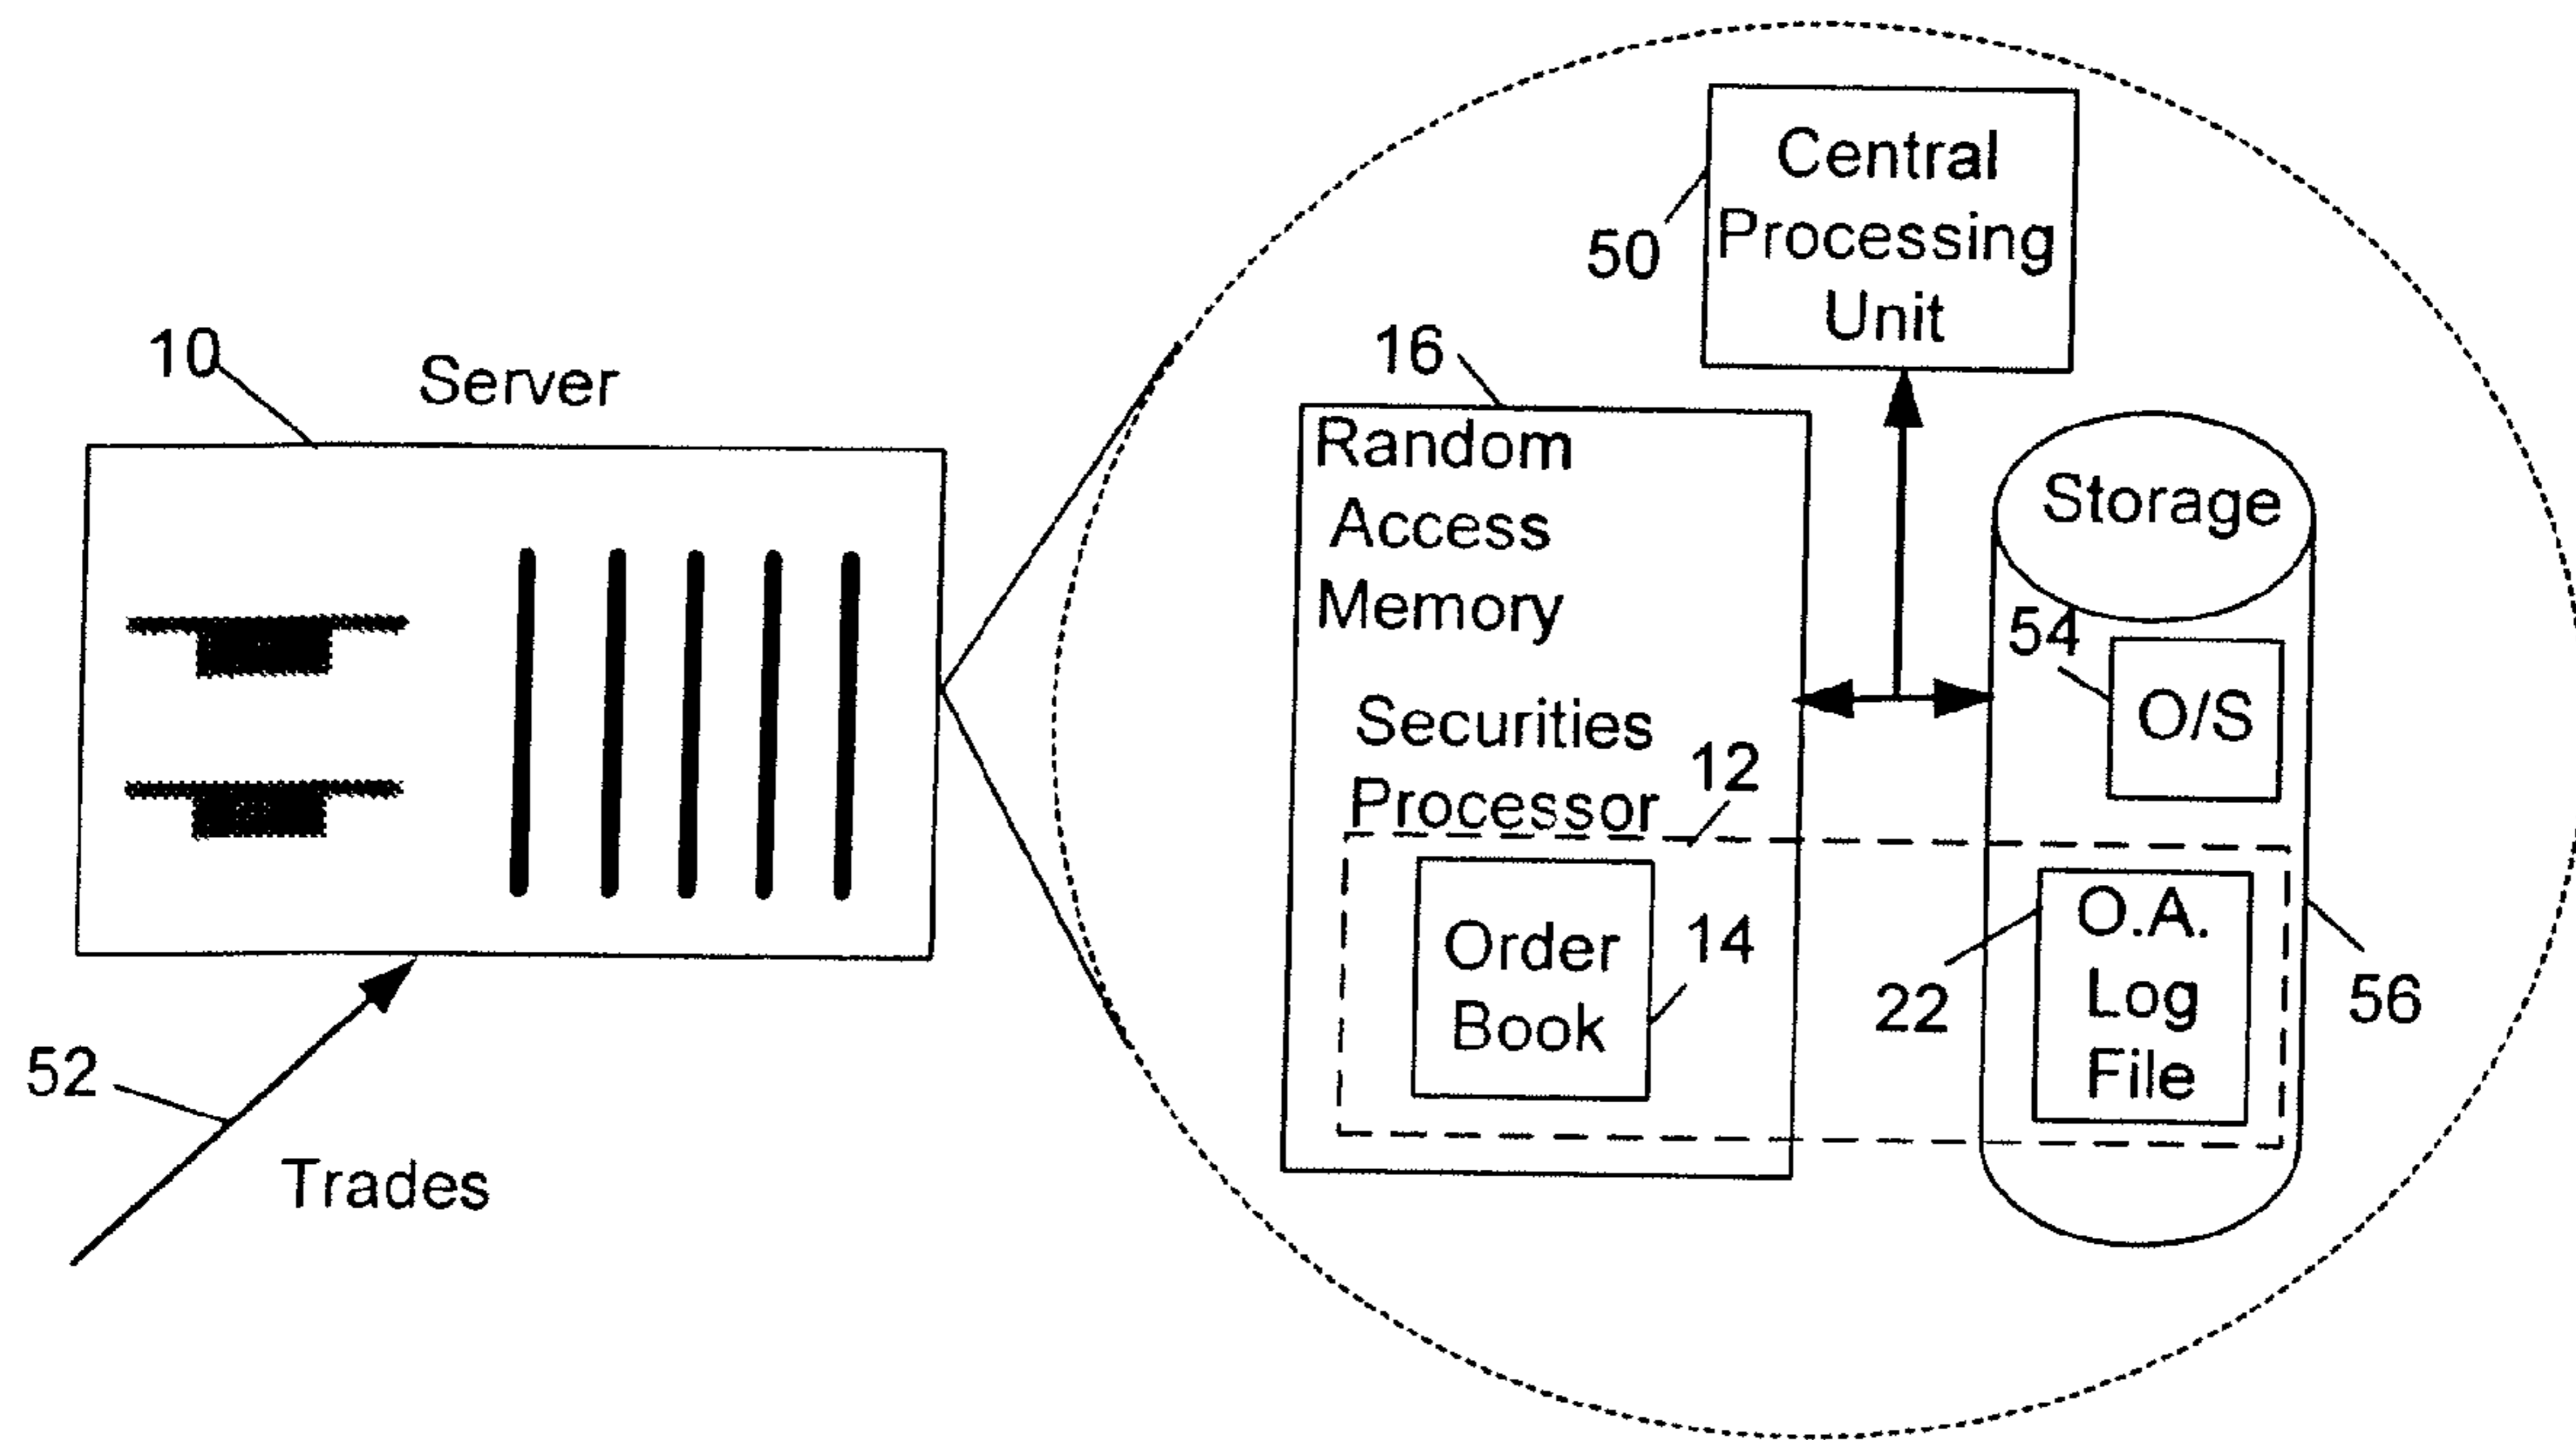 10
Server
52
Trades
50
Central
Processing
Unit
16
Random
Access
Memory
Securities
Processor
12
Order
Book
14
Storage
54
O/S
22
O.A.
Log
File
56